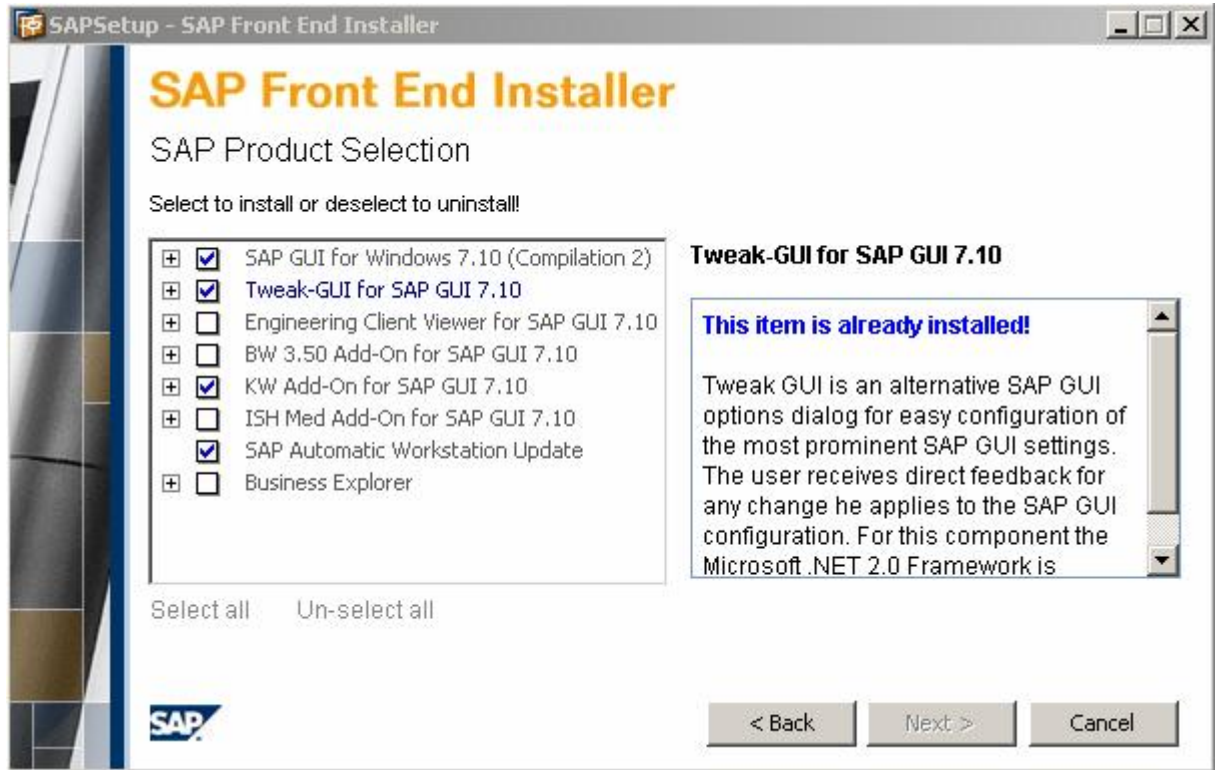 SAPSetup - SAP Front End Installer
SAP Front End Installer
SAP Product Selection
Select to install or deselect to uninstall!
SAP GUI for Windows 7.10 (Compilation 2)
Tweak-GUI for SAP GUI 7.10
Engineering Client Viewer for SAP GUI 7.10
BW 3.50 Add-On for SAP GUI 7.10
KW Add-On for SAP GUI 7.10
ISH Med Add-On for SAP GUI 7.10
SAP Automatic Workstation Update
Business Explorer
Select all Un-select all
Tweak-GUI for SAP GUI 7.10
This item is already installed!
Tweak GUI is an alternative SAP GUI
options dialog for easy configuration of
the most prominent SAP GUI settings.
The user receives direct feedback for
any change he applies to the SAP GUI
configuration. For this component the
Microsoft .NET 2.0 Framework is
SAP
< Back Next > Cancel